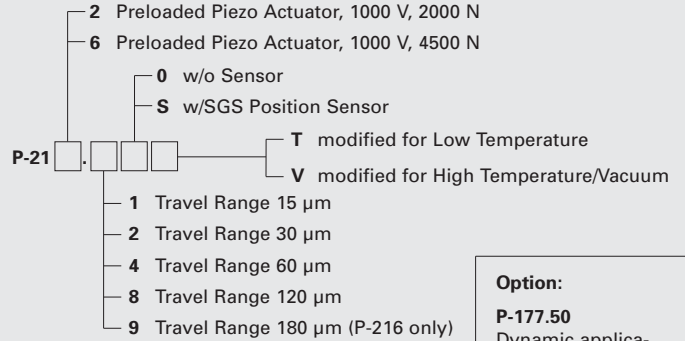 2 Preloaded Piezo Actuator, 1000 V, 2000 N
6 Preloaded Piezo Actuator, 1000 V, 4500 N
0 w/o Sensor
S w/SGS Position Sensor
T modified for Low Temperature
P-21 .
V modified for High Temperature/Vacuum
1 Travel Range 15 µm
2 Travel Range 30 µm
4 Travel Range 60 µm
8 Travel Range 120 µm
9 Travel Range 180 µm (P-216 only)
Option:
P-177.50
Dynamic applica-